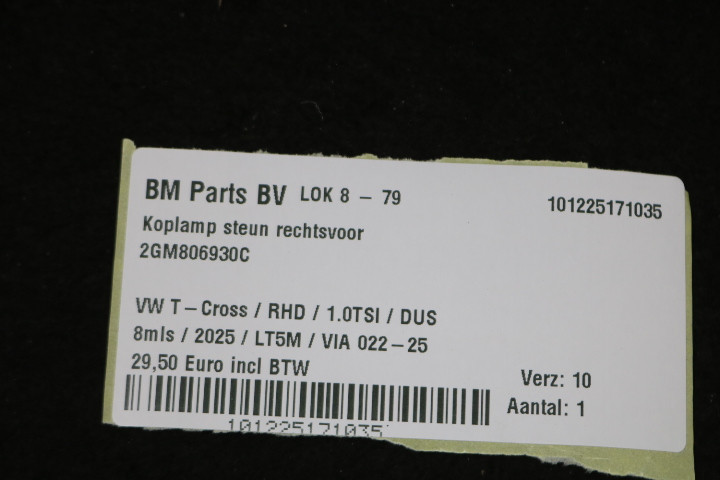 BM Parts BV LOK 8 - 79 101225171035
Koplamp steun rechtsvoor
2GM806930C
VW T-Cross / RHD / 1.0TSI / DUS
8mls / 2025 / LT5M / VIA 022-25
29,50 Euro incl BTW
Verz: 10
Aantal: 1
101225171035